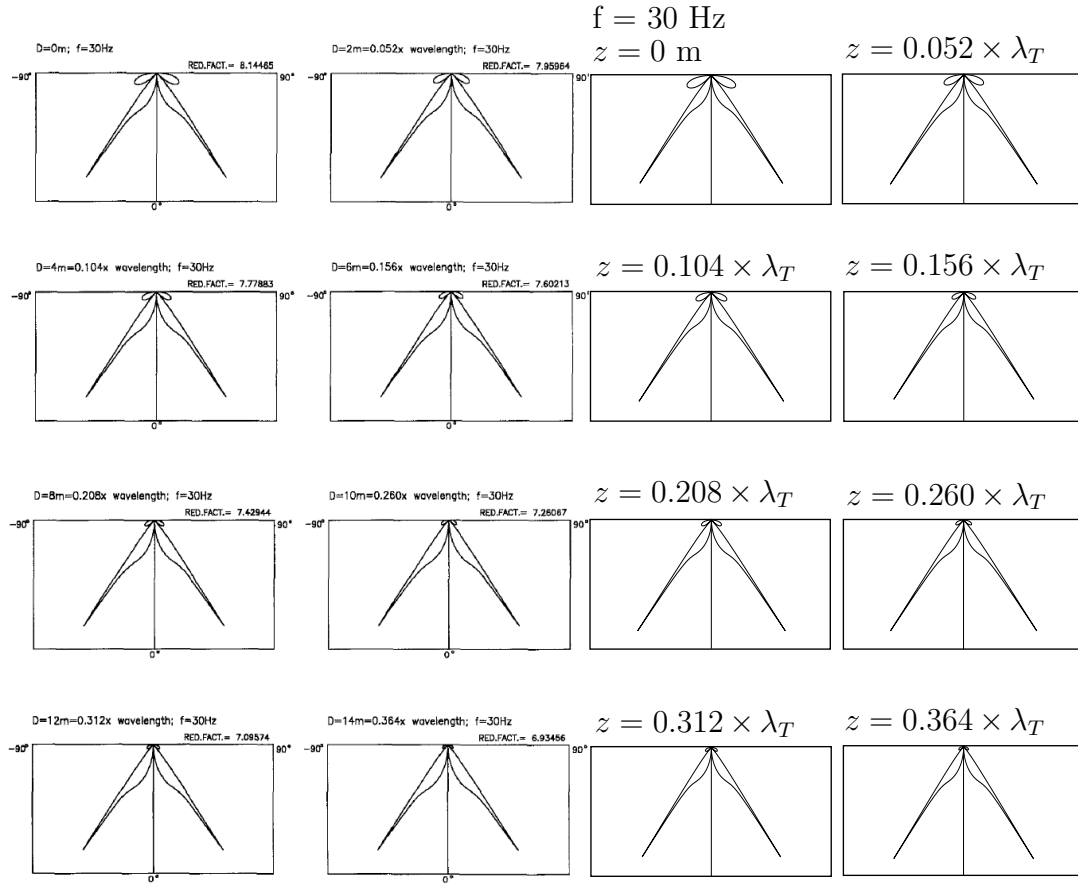 f = 30 Hz
D=0m; f=30Hz
D=2m=0.052x wavelength; f=30Hz
z = 0 m
z = 0.052 × λ_T
RED.FACT.= 8.14465
RED.FACT.= 7.95964
-90°
90°
90°
0°
0°
D=4m=0.104x wavelength; f=30Hz
D=6m=0.156x wavelength; f=30Hz
z = 0.104 × λ_T
z = 0.156 × λ_T
RED.FACT.= 7.77883
RED.FACT.= 7.60213
-90°
90°
90°
0°
0°
D=8m=0.208x wavelength; f=30Hz
D=10m=0.260x wavelength; f=30Hz
z = 0.208 × λ_T
z = 0.260 × λ_T
RED.FACT.= 7.42944
RED.FACT.= 7.26067
-90°
90°
90°
0°
0°
D=12m=0.312x wavelength; f=30Hz
D=14m=0.364x wavelength; f=30Hz
z = 0.312 × λ_T
z = 0.364 × λ_T
RED.FACT.= 7.09574
RED.FACT.= 6.93456
-90°
90°
90°
0°
0°